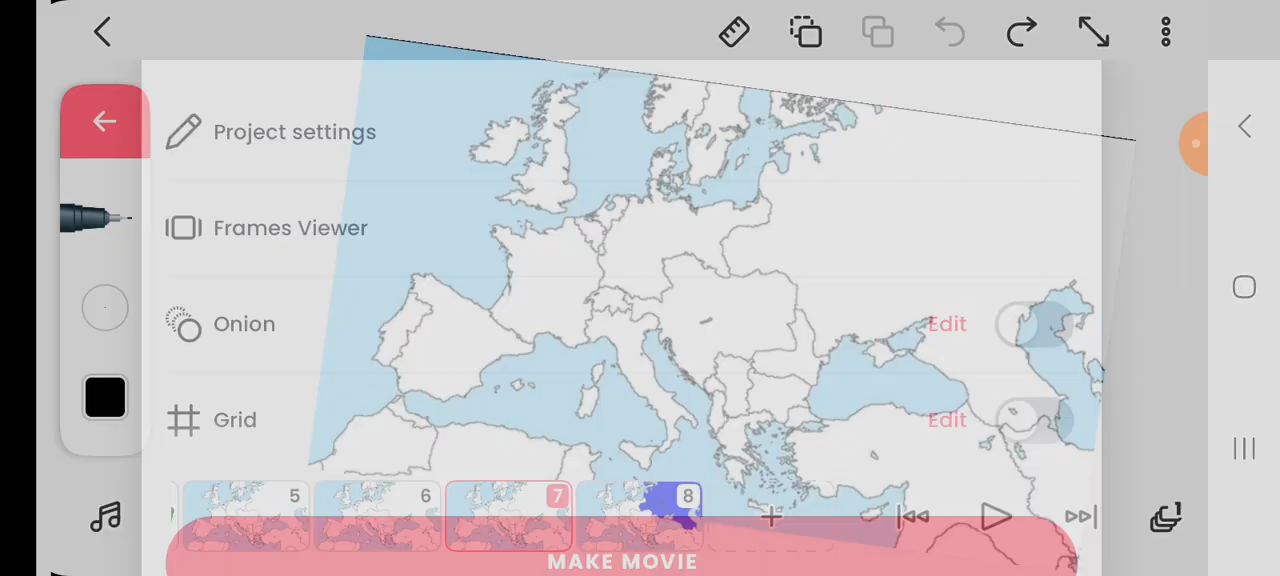 Project settings
Frames Viewer
Onion Edit
Grid Edit
5 6 7 8
MAKE MOVIE